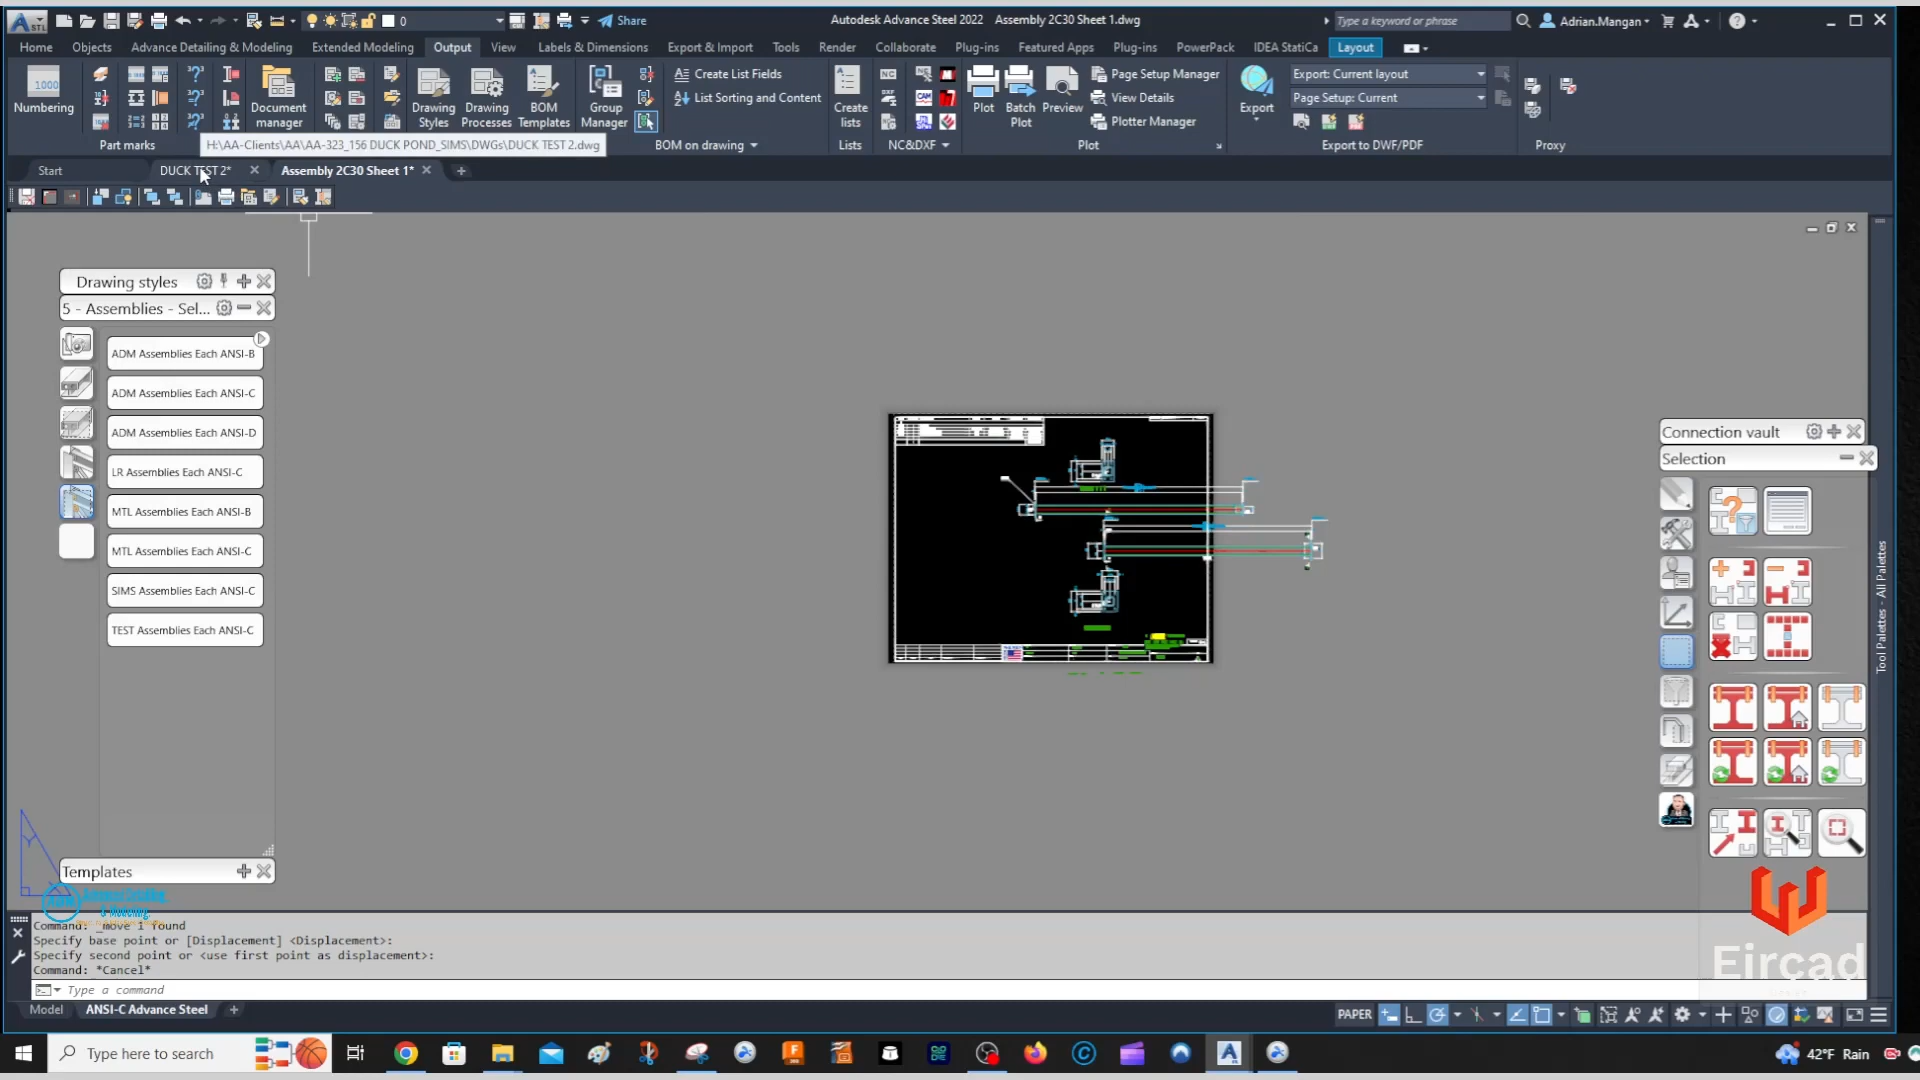 Share
0
Autodesk Advance Steel 2022 Assembly 2C30 Sheet 1.dwg
Type a keyword or phrase
Adrian.Mangan
Home Objects Advance Detailing & Modeling Extended Modeling Output View Labels & Dimensions Export & Import Tools Render Collaborate Plug-ins Featured Apps Plug-ins PowerPack IDEA StatiCa Layout
Numbering
Document manager
Drawing Styles
Drawing Processes
BOM Templates
Group Manager
Create List Fields
List Sorting and Content
Create lists
Plot
Batch Plot
Preview
Page Setup Manager
View Details
Plotter Manager
Export
Export: Current layout
Page Setup: Current
Part marks
BOM on drawing
Lists
NC&DXF
Plot
Export to DWF/PDF
Proxy
H:\AA-Clients\AA\AA-323_156 DUCK POND_SIMS\DWGs\DUCK TEST 2.dwg
Start
DUCK TEST 2*
Assembly 2C30 Sheet 1*
Drawing styles
5 - Assemblies - Sel...
ADM Assemblies Each ANSI-B
ADM Assemblies Each ANSI-C
ADM Assemblies Each ANSI-D
LR Assemblies Each ANSI-C
MTL Assemblies Each ANSI-B
MTL Assemblies Each ANSI-C
SIMS Assemblies Each ANSI-C
TEST Assemblies Each ANSI-C
Templates
Connection vault
Selection
Tool Palettes - All Palettes
Command: _move 1 found
Specify base point or [Displacement] <Displacement>:
Specify second point or <use first point as displacement>:
Command: *Cancel*
Type a command
Eircad
Model
ANSI-C Advance Steel
PAPER
Type here to search
42°F Rain